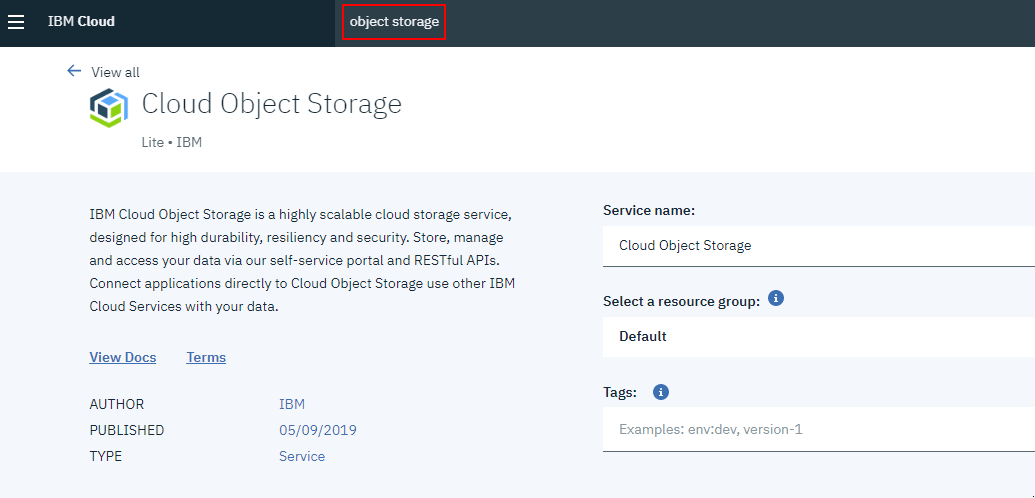 IBM Cloud
object storage
View all
Cloud Object Storage
Lite • IBM
IBM Cloud Object Storage is a highly scalable cloud storage service,
designed for high durability, resiliency and security. Store, manage
and access your data via our self-service portal and RESTful APIs.
Connect applications directly to Cloud Object Storage use other IBM
Cloud Services with your data.
View Docs Terms
AUTHOR IBM
PUBLISHED 05/09/2019
TYPE Service
Service name:
Cloud Object Storage
Select a resource group:
Default
Tags:
Examples: env:dev, version-1